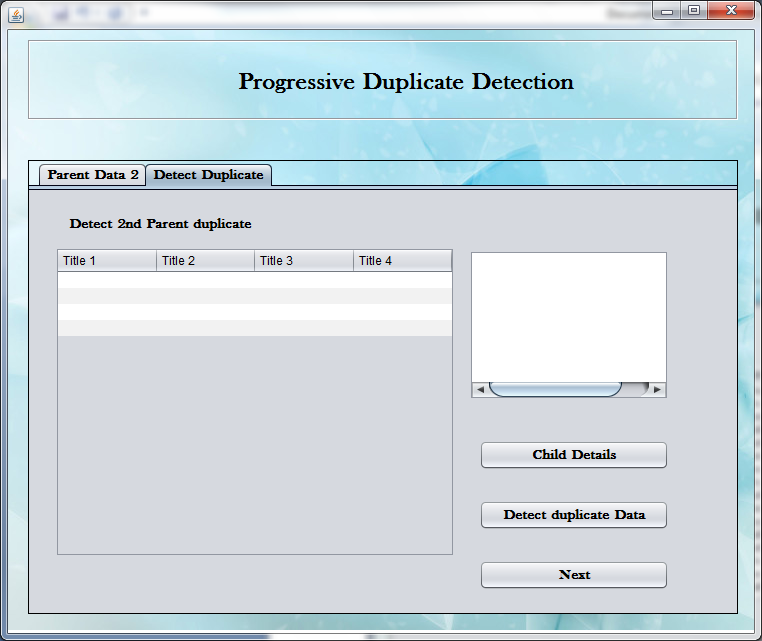 Progressive Duplicate Detection
Parent Data 2 Detect Duplicate
Detect 2nd Parent duplicate
Title 1 Title 2 Title 3 Title 4
Child Details
Detect duplicate Data
Next